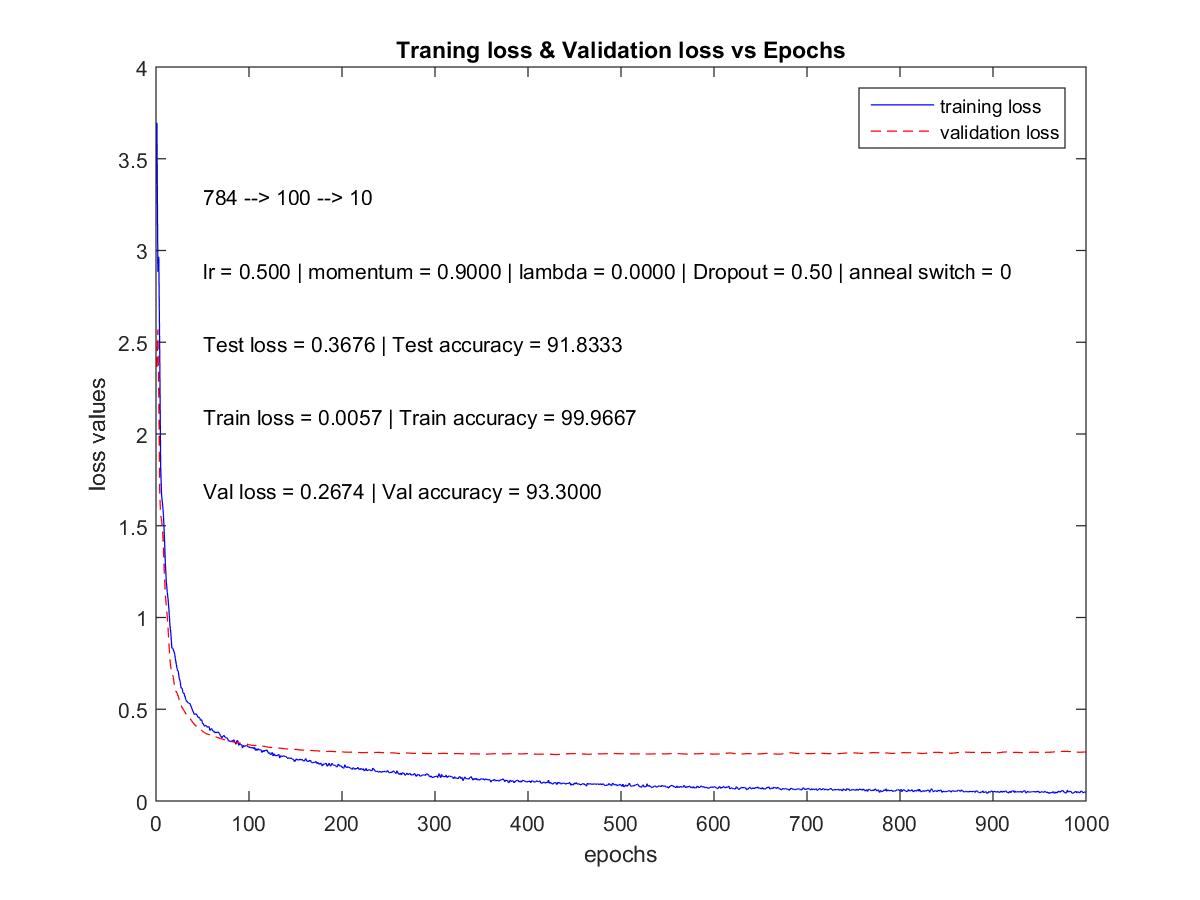 Traning loss & Validation loss vs Epochs
4
3.5
3
2.5
2
1.5
1
0.5
0
loss values
training loss
validation loss
784 --> 100 --> 10
lr = 0.500 | momentum = 0.9000 | lambda = 0.0000 | Dropout = 0.50 | anneal switch = 0
Test loss = 0.3676 | Test accuracy = 91.8333
Train loss = 0.0057 | Train accuracy = 99.9667
Val loss = 0.2674 | Val accuracy = 93.3000
0 100 200 300 400 500 600 700 800 900 1000
epochs